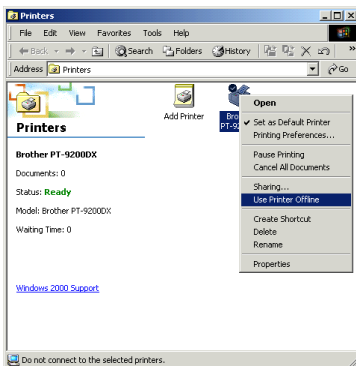 Printers
File Edit View Favorites Tools Help
Back Search Folders History »
Address Printers Go
Printers
Brother PT-9200DX
Documents: 0
Status: Ready
Model: Brother PT-9200DX
Waiting Time: 0
Windows 2000 Support
Add Printer
Bro
PT-92
Open
Set as Default Printer
Printing Preferences...
Pause Printing
Cancel All Documents
Sharing...
Use Printer Offline
Create Shortcut
Delete
Rename
Properties
Do not connect to the selected printers.